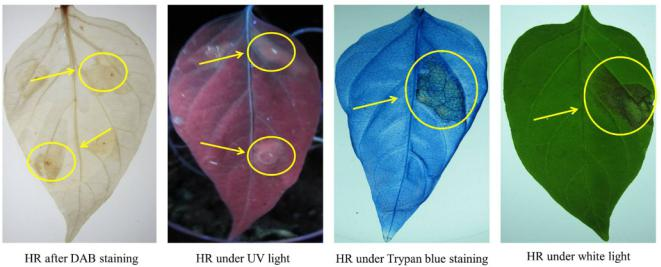 HR after DAB staining
HR under UV light
HR under Trypan blue staining
HR under white light